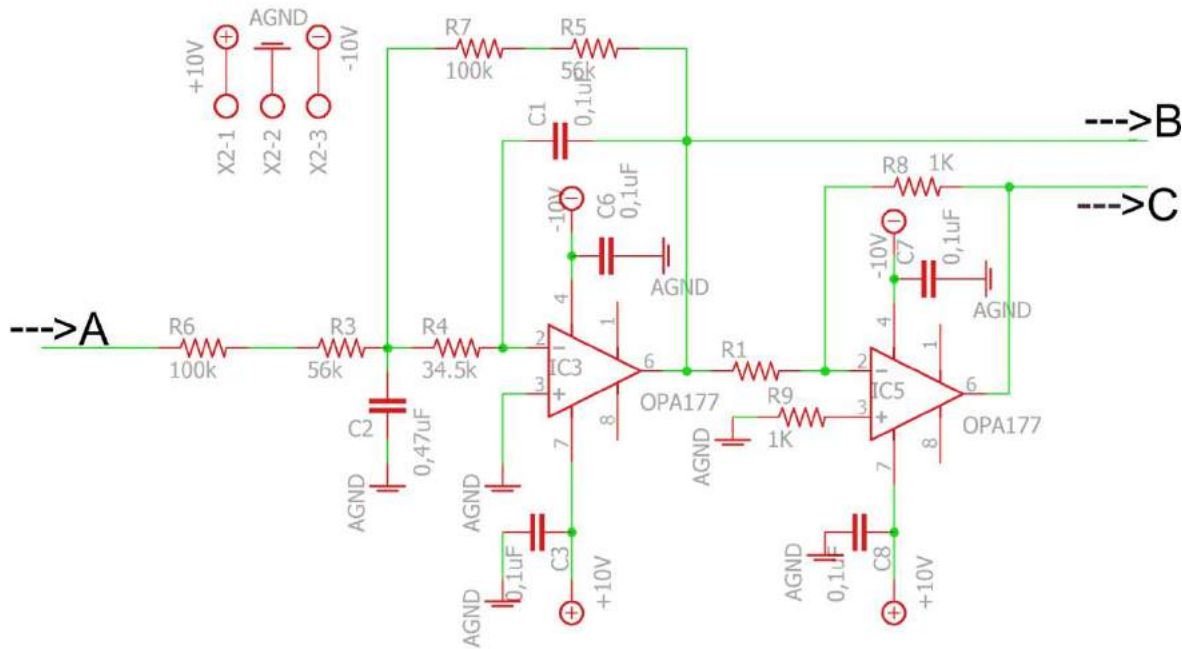 AGND
+10V
-10V
X2-1
X2-2
X2-3
R7
100k
R5
56k
C1
0,1uF
--->B
R8
1K
--->C
-10V
C6
0,1uF
AGND
-10V
C7
0,1uF
AGND
--->A
R6
100k
R3
56k
R4
34.5k
2
3
4
1
IC3
6
7
8
OPA177
R1
R9
1K
AGND
2
3
4
1
IC5
6
7
8
OPA177
C2
0,47uF
AGND
AGND
AGND
0,1uF
C3
+10V
AGND
0,1uF
C8
+10V